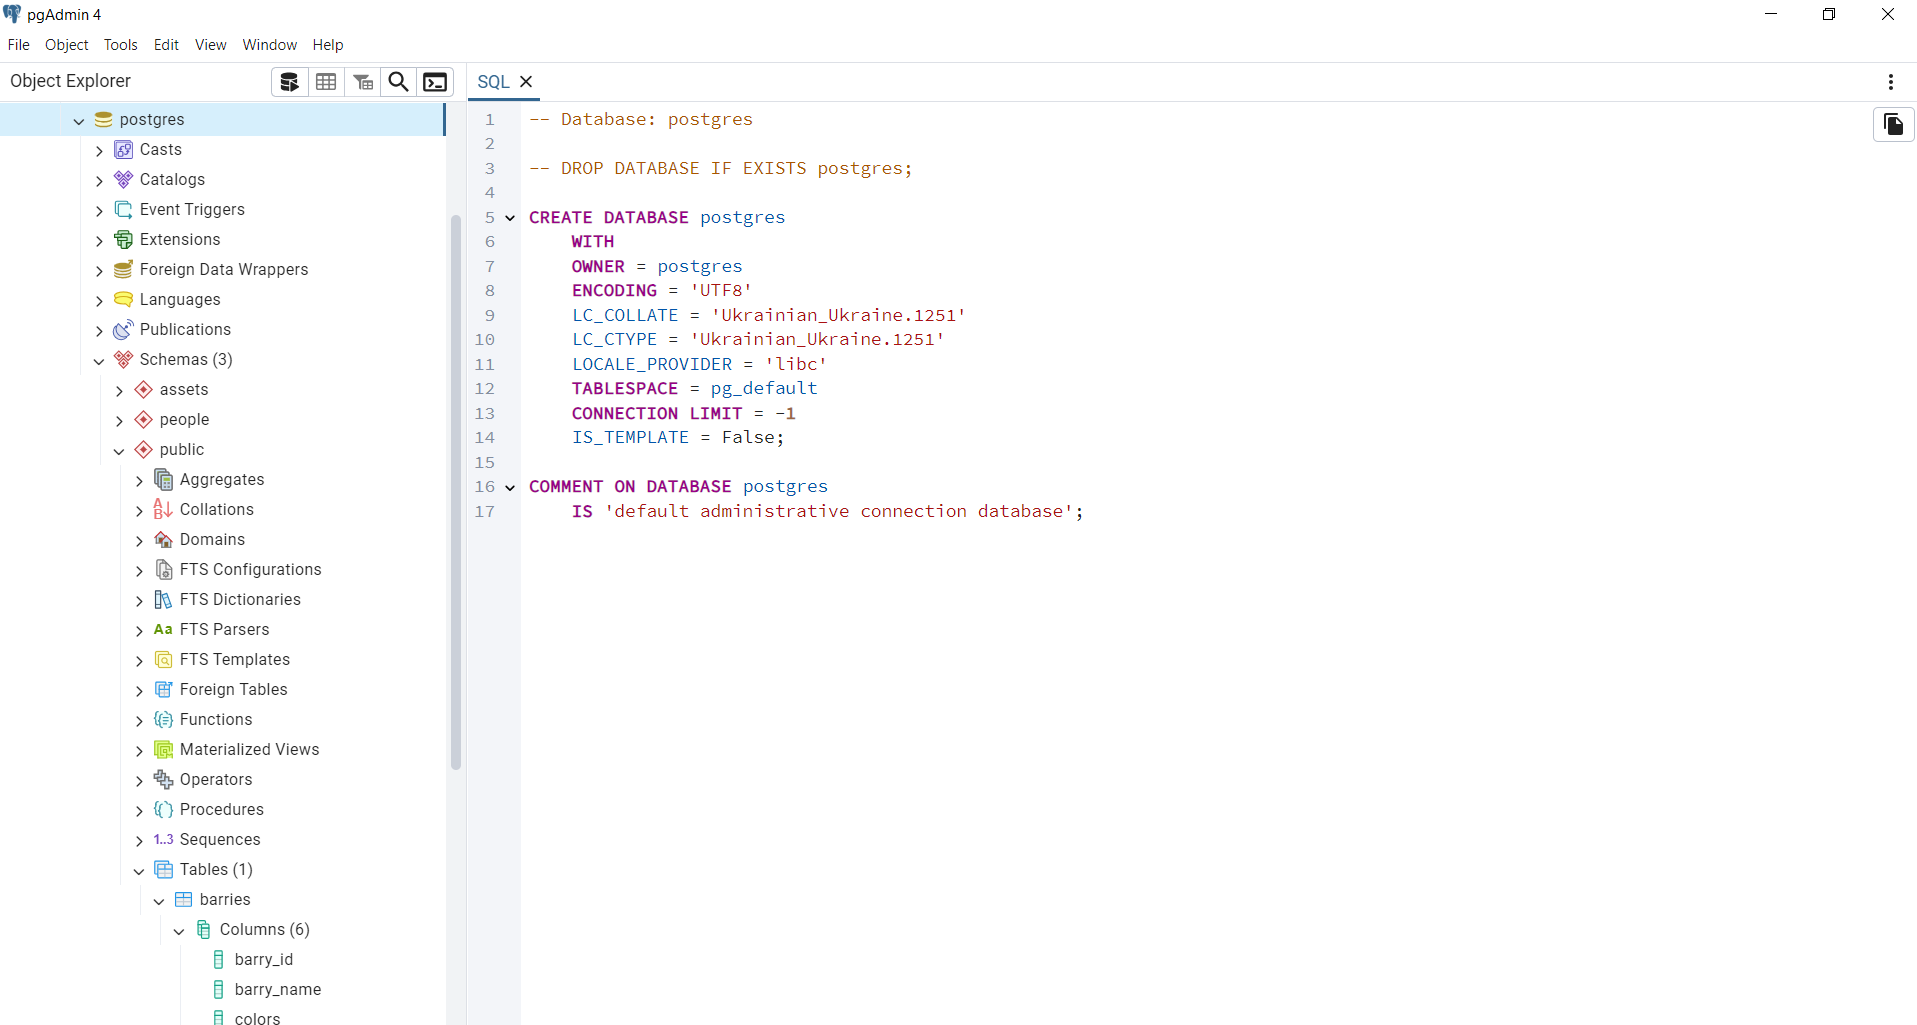 pgAdmin 4
File Object Tools Edit View Window Help
Object Explorer
SQL
postgres
Casts
Catalogs
Event Triggers
Extensions
Foreign Data Wrappers
Languages
Publications
Schemas (3)
assets
people
public
Aggregates
Collations
Domains
FTS Configurations
FTS Dictionaries
Aa FTS Parsers
FTS Templates
Foreign Tables
Functions
Materialized Views
Operators
Procedures
1..3 Sequences
Tables (1)
barries
Columns (6)
barry_id
barry_name
colors
1 -- Database: postgres
2
3 -- DROP DATABASE IF EXISTS postgres;
4
5 CREATE DATABASE postgres
6 WITH
7 OWNER = postgres
8 ENCODING = 'UTF8'
9 LC_COLLATE = 'Ukrainian_Ukraine.1251'
10 LC_CTYPE = 'Ukrainian_Ukraine.1251'
11 LOCALE_PROVIDER = 'libc'
12 TABLESPACE = pg_default
13 CONNECTION LIMIT = -1
14 IS_TEMPLATE = False;
15
16 COMMENT ON DATABASE postgres
17 IS 'default administrative connection database';